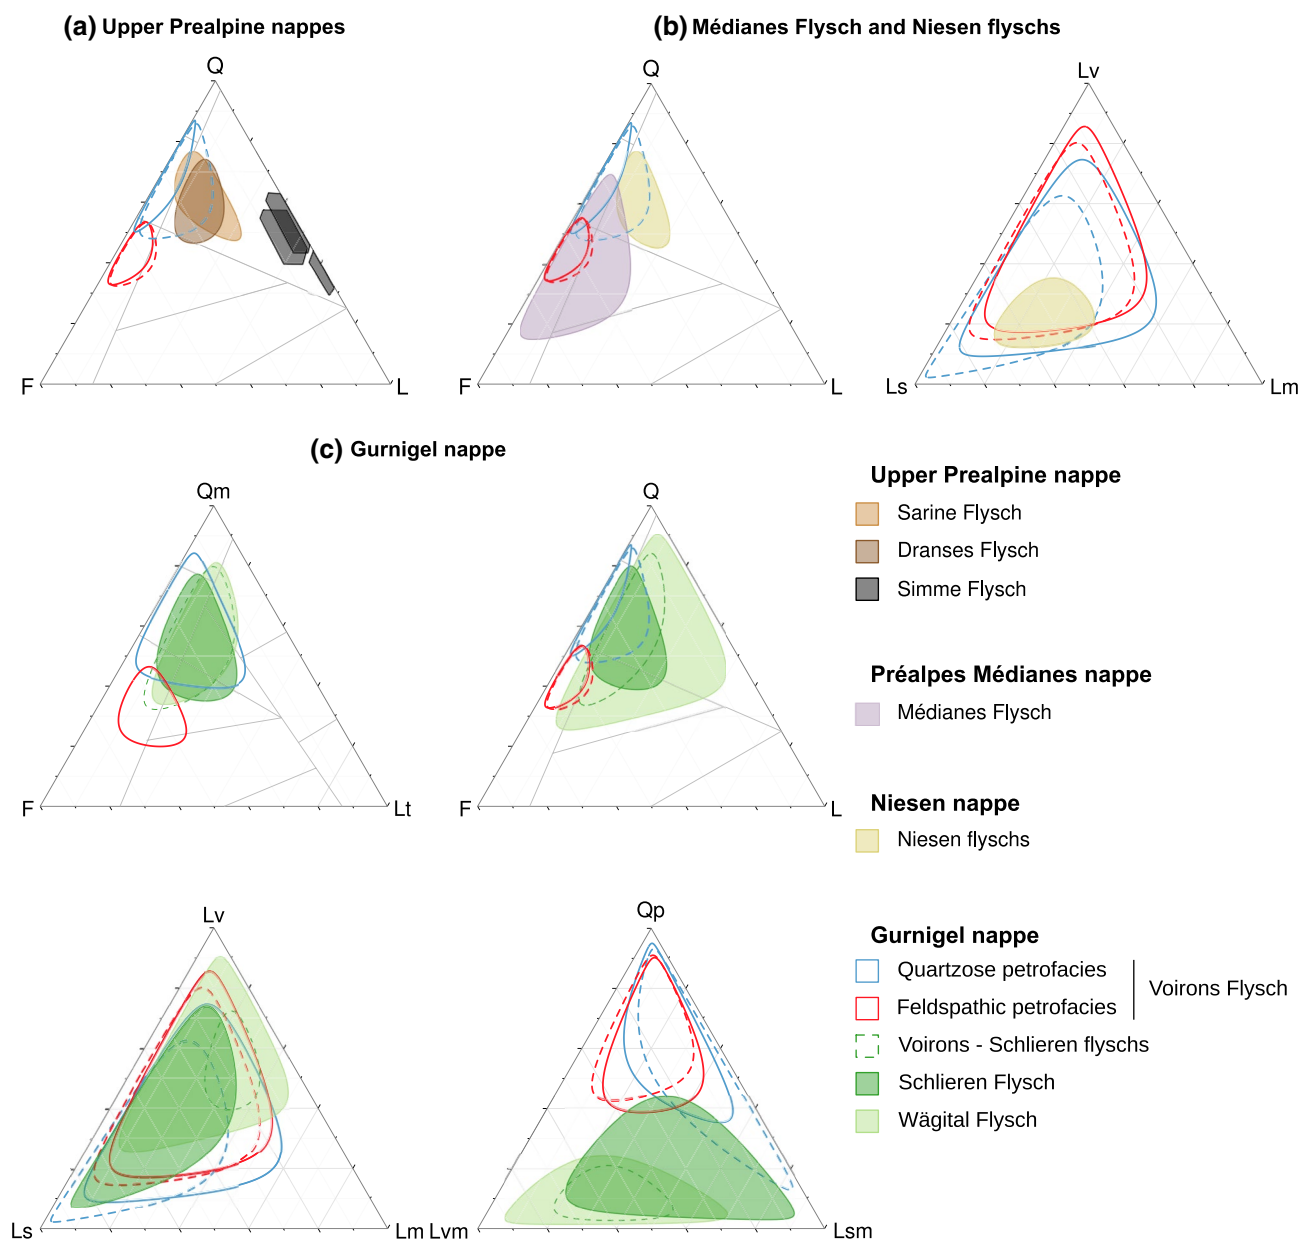 (a) Upper Prealpine nappes
(b) Médianes Flysch and Niesen flyschs
Q
F
L
Q
F
L
Lv
Ls
Lm
(c) Gurnigel nappe
Qm
F
Lt
Q
F
L
Lv
Ls
Lm
Qp
Lvm
Lsm
Upper Prealpine nappe
Sarine Flysch
Dranses Flysch
Simme Flysch
Préalpes Médianes nappe
Médianes Flysch
Niesen nappe
Niesen flyschs
Gurnigel nappe
Quartzose petrofacies
Feldspathic petrofacies
Voirons Flysch
Voirons - Schlieren flyschs
Schlieren Flysch
Wägital Flysch